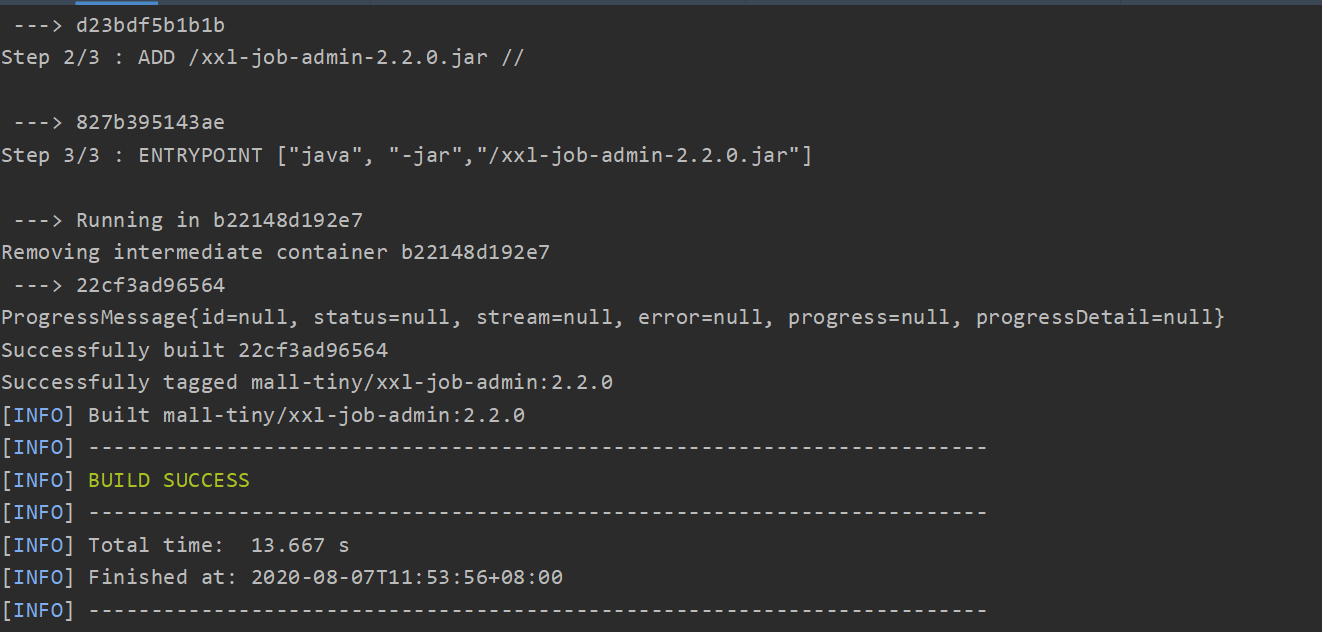 ---> d23bdf5b1b1b
Step 2/3 : ADD /xxl-job-admin-2.2.0.jar //
---> 827b395143ae
Step 3/3 : ENTRYPOINT ["java", "-jar","/xxl-job-admin-2.2.0.jar"]
---> Running in b22148d192e7
Removing intermediate container b22148d192e7
---> 22cf3ad96564
ProgressMessage{id=null, status=null, stream=null, error=null, progress=null, progressDetail=null}
Successfully built 22cf3ad96564
Successfully tagged mall-tiny/xxl-job-admin:2.2.0
[INFO] Built mall-tiny/xxl-job-admin:2.2.0
[INFO] ------------------------------------------------------------------------
[INFO] BUILD SUCCESS
[INFO] ------------------------------------------------------------------------
[INFO] Total time:  13.667 s
[INFO] Finished at: 2020-08-07T11:53:56+08:00
[INFO] ------------------------------------------------------------------------